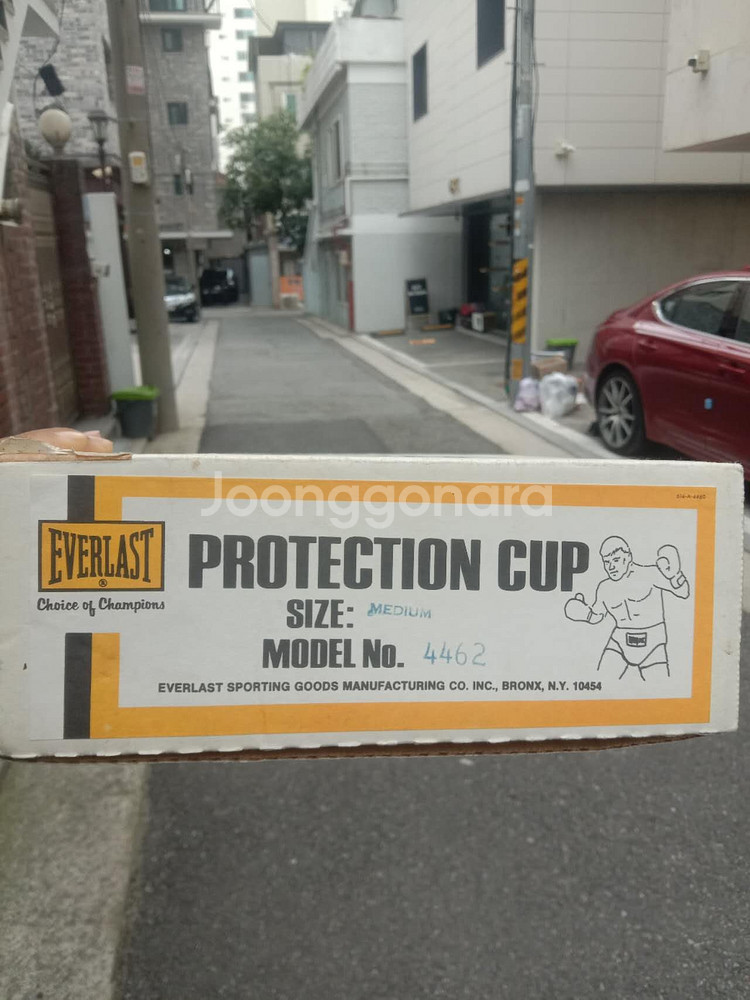 Joonggonara
EVERLAST
®
Choice of Champions
PROTECTION CUP
SIZE: MEDIUM
MODEL No. 4462
EVERLAST SPORTING GOODS MANUFACTURING CO. INC., BRONX, N.Y. 10454